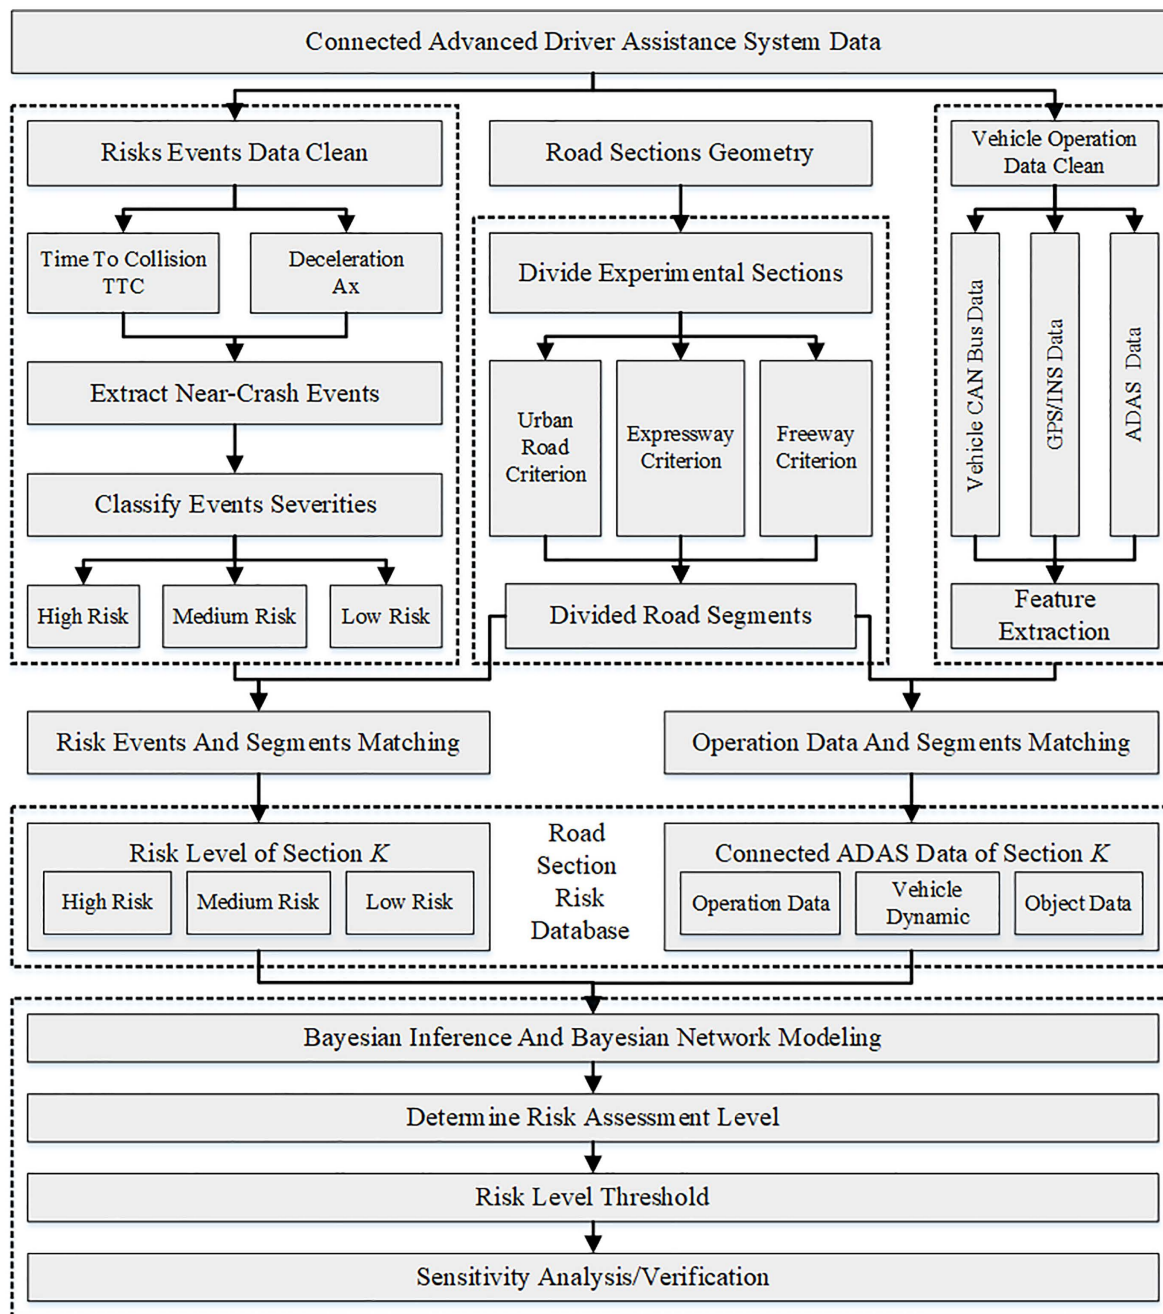 Connected Advanced Driver Assistance System Data
Risks Events Data Clean
Road Sections Geometry
Vehicle Operation
Data Clean
Time To Collision
TTC
Deceleration
Ax
Divide Experimental Sections
Vehicle CAN Bus Data
GPS/INS Data
ADAS Data
Extract Near-Crash Events
Urban
Road
Criterion
Expressway
Criterion
Freeway
Criterion
Classify Events Severities
High Risk
Medium Risk
Low Risk
Divided Road Segments
Feature
Extraction
Risk Events And Segments Matching
Operation Data And Segments Matching
Risk Level of Section K
High Risk
Medium Risk
Low Risk
Road
Section
Risk
Database
Connected ADAS Data of Section K
Operation Data
Vehicle
Dynamic
Object Data
Bayesian Inference And Bayesian Network Modeling
Determine Risk Assessment Level
Risk Level Threshold
Sensitivity Analysis/Verification